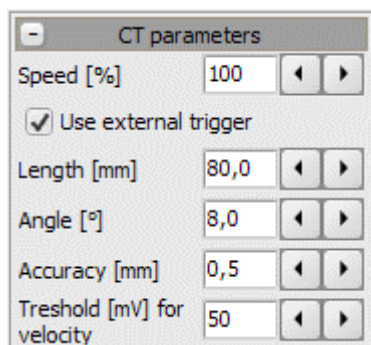 CT parameters
Speed [%] 100
Use external trigger
Length [mm] 80,0
Angle [°] 8,0
Accuracy [mm] 0,5
Treshold [mV] for
velocity 50